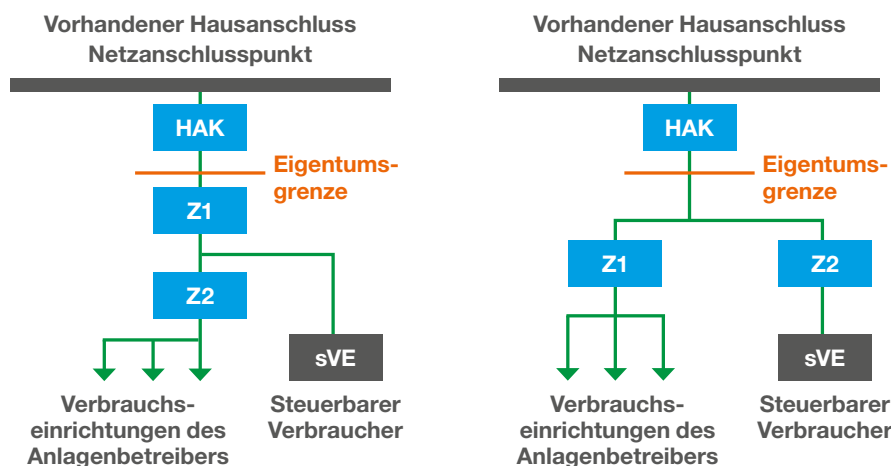 Vorhandener Hausanschluss
Netzanschlusspunkt
HAK
Eigentums-
grenze
Z1
Z2
sVE
Verbrauchs-
einrichtungen des
Anlagenbetreibers
Steuerbarer
Verbraucher
Vorhandener Hausanschluss
Netzanschlusspunkt
HAK
Eigentums-
grenze
Z1
Z2
sVE
Verbrauchs-
einrichtungen des
Anlagenbetreibers
Steuerbarer
Verbraucher